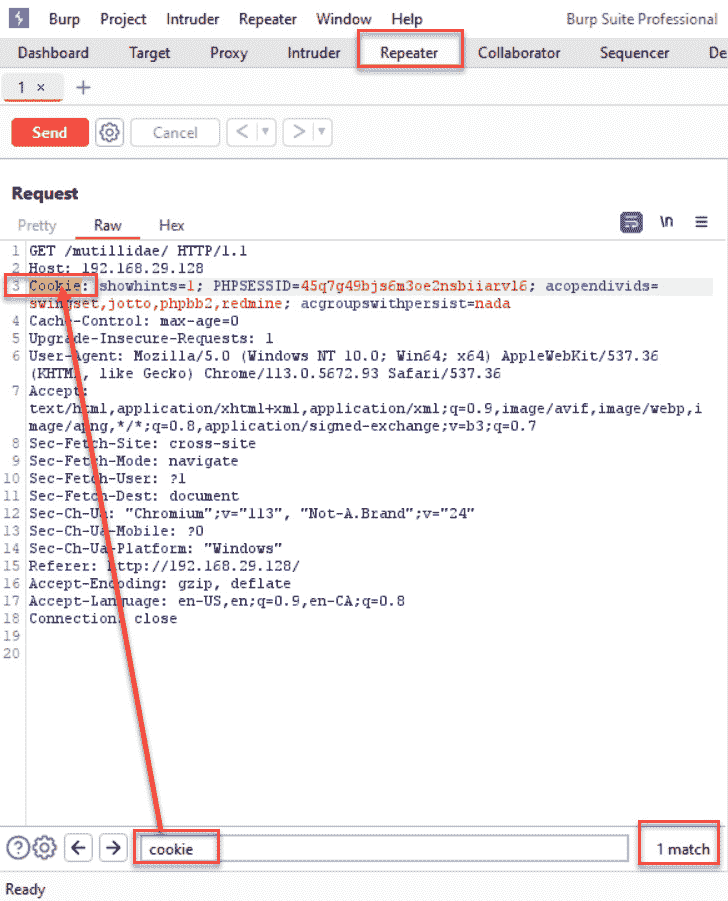 Burp Project Intruder Repeater Window Help Burp Suite Professional
Dashboard Target Proxy Intruder Repeater Collaborator Sequencer De
1 × +
Send Cancel < >
Request
Pretty Raw Hex \n
1 GET /mutillidae/ HTTP/1.1
2 Host: 192.168.29.128
3 Cookie: showhints=1; PHPSESSID=45q7g49bjs6m3oe2nsbiiarv16; acopendivids=
swingset,jotto,phpbb2,redmine; acgroupswithpersist=nada
4 Cache-Control: max-age=0
5 Upgrade-Insecure-Requests: 1
6 User-Agent: Mozilla/5.0 (Windows NT 10.0; Win64; x64) AppleWebKit/537.36
(KHTML, like Gecko) Chrome/113.0.5672.93 Safari/537.36
7 Accept:
text/html,application/xhtml+xml,application/xml;q=0.9,image/avif,image/webp,i
mage/apng,*/*;q=0.8,application/signed-exchange;v=b3;q=0.7
8 Sec-Fetch-Site: cross-site
9 Sec-Fetch-Mode: navigate
10 Sec-Fetch-User: ?1
11 Sec-Fetch-Dest: document
12 Sec-Ch-Ua: "Chromium";v="113", "Not-A.Brand";v="24"
13 Sec-Ch-Ua-Mobile: ?0
14 Sec-Ch-Ua-Platform: "Windows"
15 Referer: http://192.168.29.128/
16 Accept-Encoding: gzip, deflate
17 Accept-Language: en-US,en;q=0.9,en-CA;q=0.8
18 Connection: close
19
20
? cookie 1 match
Ready